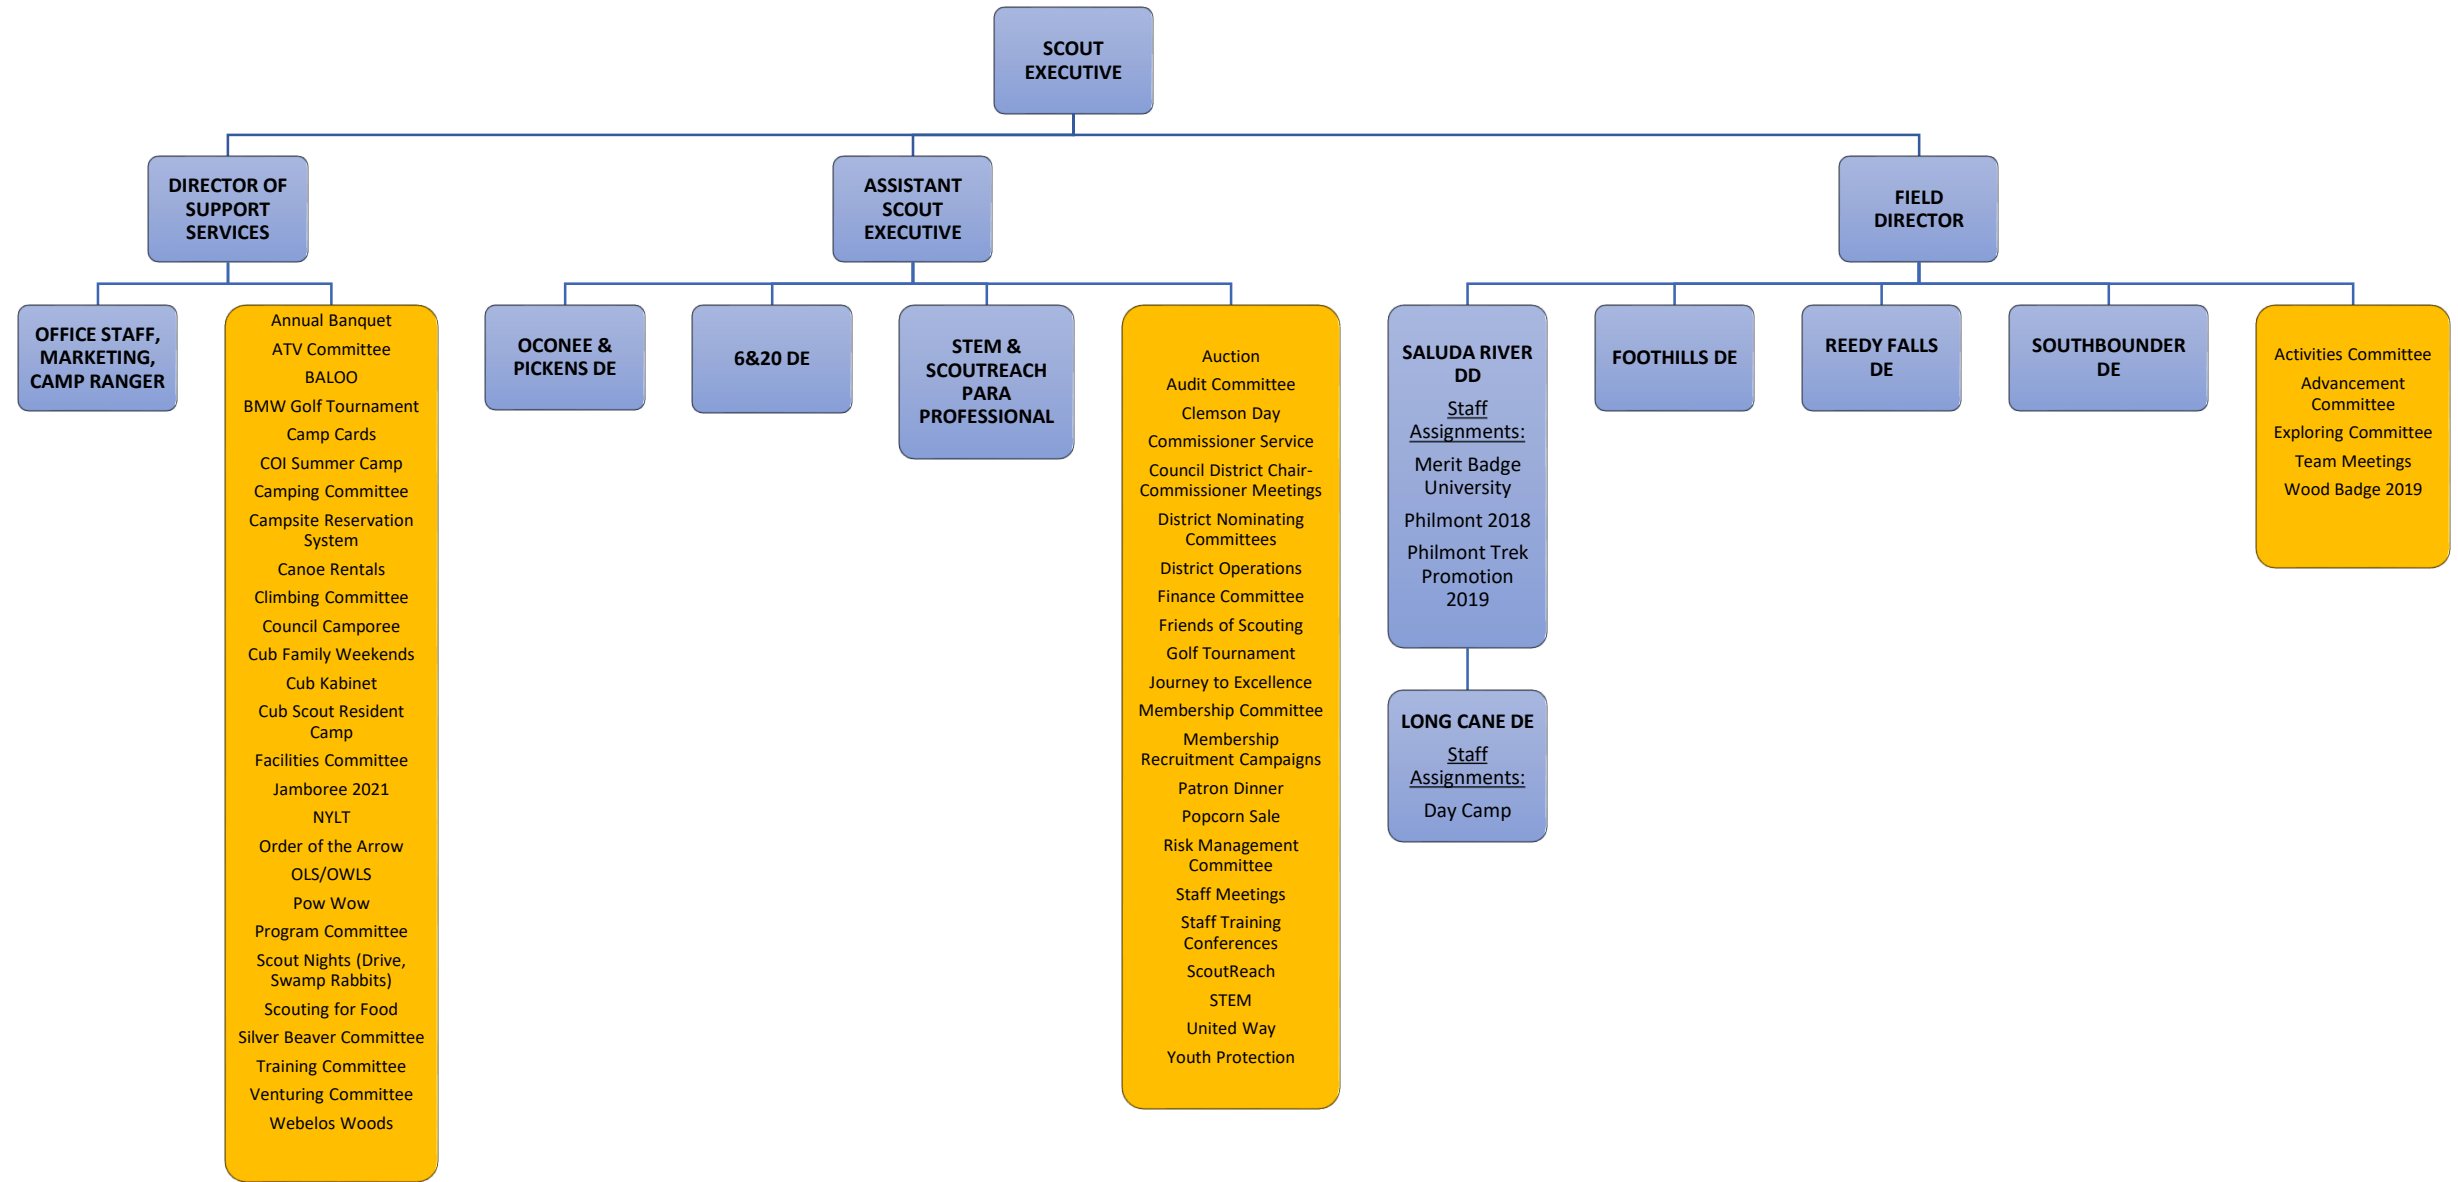 SCOUT
EXECUTIVE
DIRECTOR OF
SUPPORT
SERVICES
ASSISTANT
SCOUT
EXECUTIVE
FIELD
DIRECTOR
OFFICE STAFF,
MARKETING,
CAMP RANGER
Annual Banquet
ATV Committee
BALOO
BMW Golf Tournament
Camp Cards
COI Summer Camp
Camping Committee
Campsite Reservation
System
Canoe Rentals
Climbing Committee
Council Camporee
Cub Family Weekends
Cub Kabinet
Cub Scout Resident
Camp
Facilities Committee
Jamboree 2021
NYLT
Order of the Arrow
OLS/OWLS
Pow Wow
Program Committee
Scout Nights (Drive,
Swamp Rabbits)
Scouting for Food
Silver Beaver Committee
Training Committee
Venturing Committee
Webelos Woods
OCONEE &
PICKENS DE
6&20 DE
STEM &
SCOUTREACH
PARA
PROFESSIONAL
Auction
Audit Committee
Clemson Day
Commissioner Service
Council District Chair-
Commissioner Meetings
District Nominating
Committees
District Operations
Finance Committee
Friends of Scouting
Golf Tournament
Journey to Excellence
Membership Committee
Membership
Recruitment Campaigns
Patron Dinner
Popcorn Sale
Risk Management
Committee
Staff Meetings
Staff Training
Conferences
ScoutReach
STEM
United Way
Youth Protection
SALUDA RIVER
DD
Staff
Assignments:
Merit Badge
University
Philmont 2018
Philmont Trek
Promotion
2019
LONG CANE DE
Staff
Assignments:
Day Camp
FOOTHILLS DE
REEDY FALLS
DE
SOUTHBOUNDER
DE
Activities Committee
Advancement
Committee
Exploring Committee
Team Meetings
Wood Badge 2019